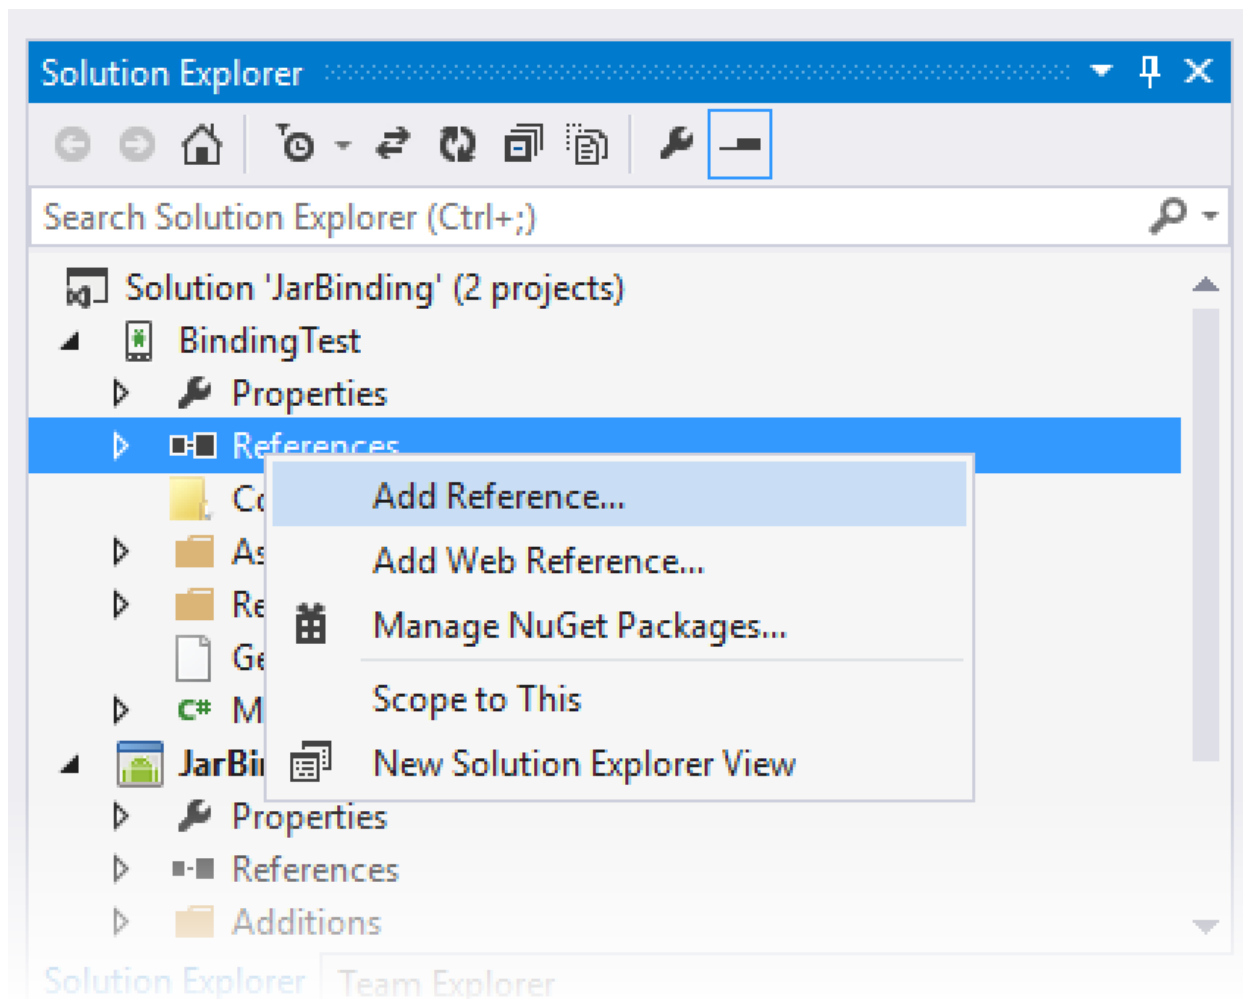 Solution Explorer
Search Solution Explorer (Ctrl+;)
Solution 'JarBinding' (2 projects)
BindingTest
Properties
References
Add Reference...
Add Web Reference...
Manage NuGet Packages...
Scope to This
C# M
New Solution Explorer View
Properties
References
Additions
Solution Explorer
Team Explorer